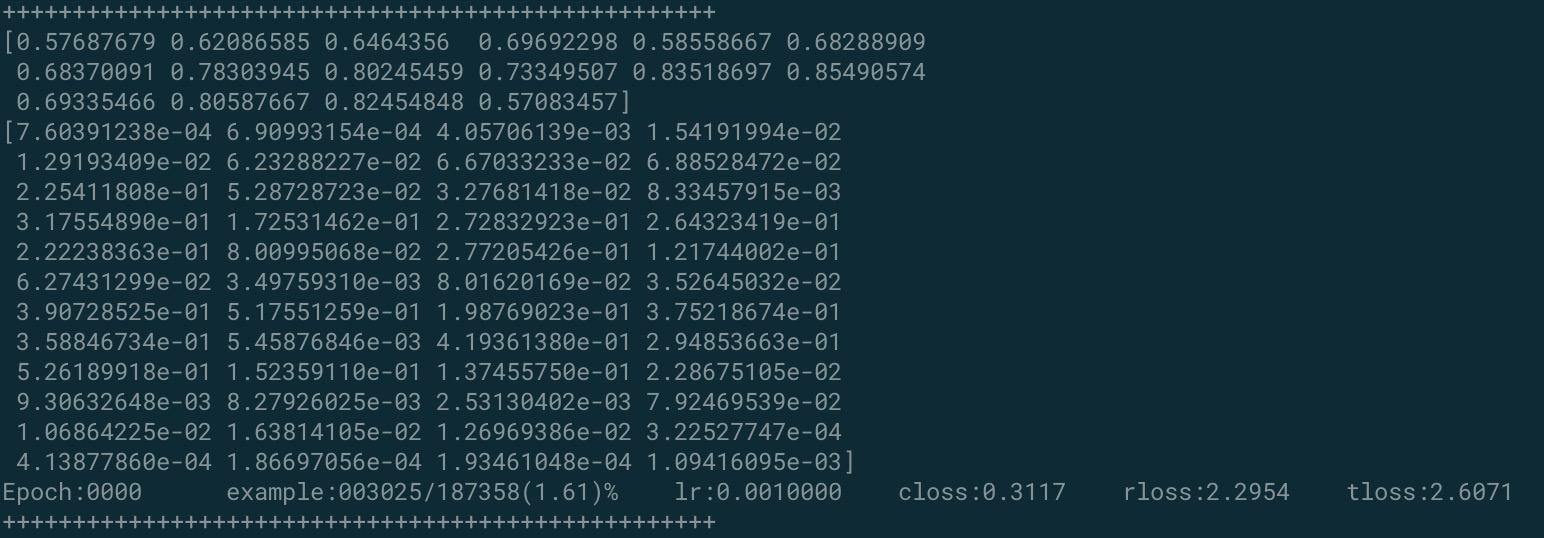 +++++++++++++++++++++++++++++++++++++++++++++++++++
[0.57687679 0.62086585 0.6464356  0.69692298 0.58558667 0.68288909
 0.68370091 0.78303945 0.80245459 0.73349507 0.83518697 0.85490574
 0.69335466 0.80587667 0.82454848 0.57083457]
[7.60391238e-04 6.90993154e-04 4.05706139e-03 1.54191994e-02
 1.29193409e-02 6.23288227e-02 6.67033233e-02 6.88528472e-02
 2.25411808e-01 5.28728723e-02 3.27681418e-02 8.33457915e-03
 3.17554890e-01 1.72531462e-01 2.72832923e-01 2.64323419e-01
 2.22238363e-01 8.00995068e-02 2.77205426e-01 1.21744002e-01
 6.27431299e-02 3.49759310e-03 8.01620169e-02 3.52645032e-02
 3.90728525e-01 5.17551259e-01 1.98769023e-01 3.75218674e-01
 3.58846734e-01 5.45876846e-03 4.19361380e-01 2.94853663e-01
 5.26189918e-01 1.52359110e-01 1.37455750e-01 2.28675105e-02
 9.30632648e-03 8.27926025e-03 2.53130402e-03 7.92469539e-02
 1.06864225e-02 1.63814105e-02 1.26969386e-02 3.22527747e-04
 4.13877860e-04 1.86697056e-04 1.93461048e-04 1.09416095e-03]
Epoch:0000      example:003025/187358(1.61)%    lr:0.0010000    closs:0.3117    rloss:2.2954    tloss:2.6071
+++++++++++++++++++++++++++++++++++++++++++++++++++